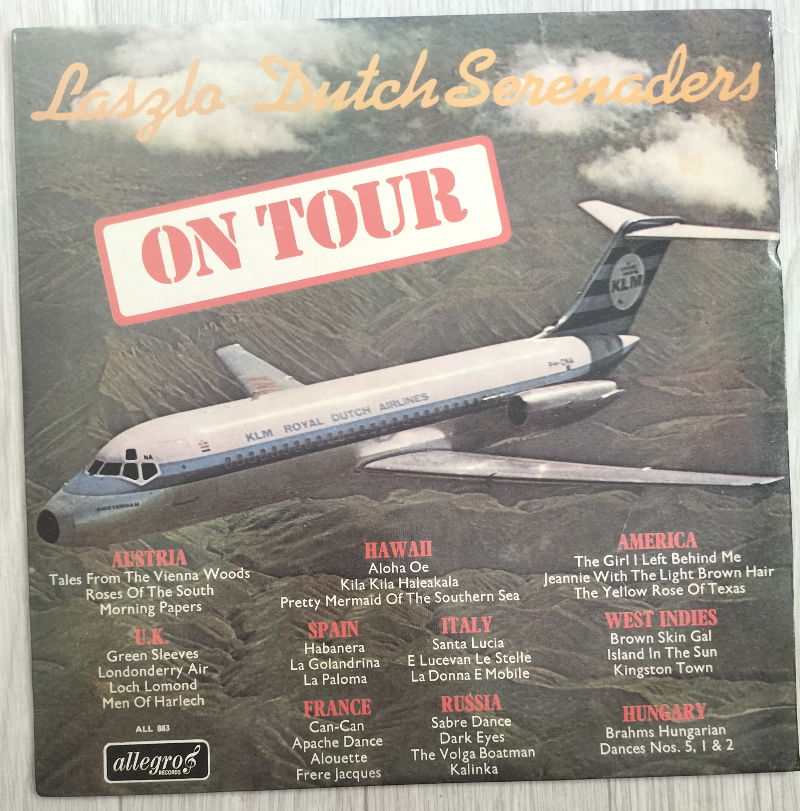 Laszlo and his Dutch Serenaders
ON TOUR
KLM
KLM ROYAL DUTCH AIRLINES
NA
AMSTERDAM
AUSTRIA
Tales From The Vienna Woods
Roses Of The South
Morning Papers
HAWAII
Aloha Oe
Kila Kila Haleakala
Pretty Mermaid Of The Southern Sea
AMERICA
The Girl I Left Behind Me
Jeannie With The Light Brown Hair
The Yellow Rose Of Texas
U.K.
Green Sleeves
Londonderry Air
Loch Lomond
Men Of Harlech
SPAIN
Habanera
La Golandrina
La Paloma
ITALY
Santa Lucia
E Lucevan Le Stelle
La Donna E Mobile
WEST INDIES
Brown Skin Gal
Island In The Sun
Kingston Town
FRANCE
Can-Can
Apache Dance
Alouette
Frere Jacques
RUSSIA
Sabre Dance
Dark Eyes
The Volga Boatman
Kalinka
HUNGARY
Brahms Hungarian
Dances Nos. 5, 1 & 2
ALL 883
allegro
RECORDS